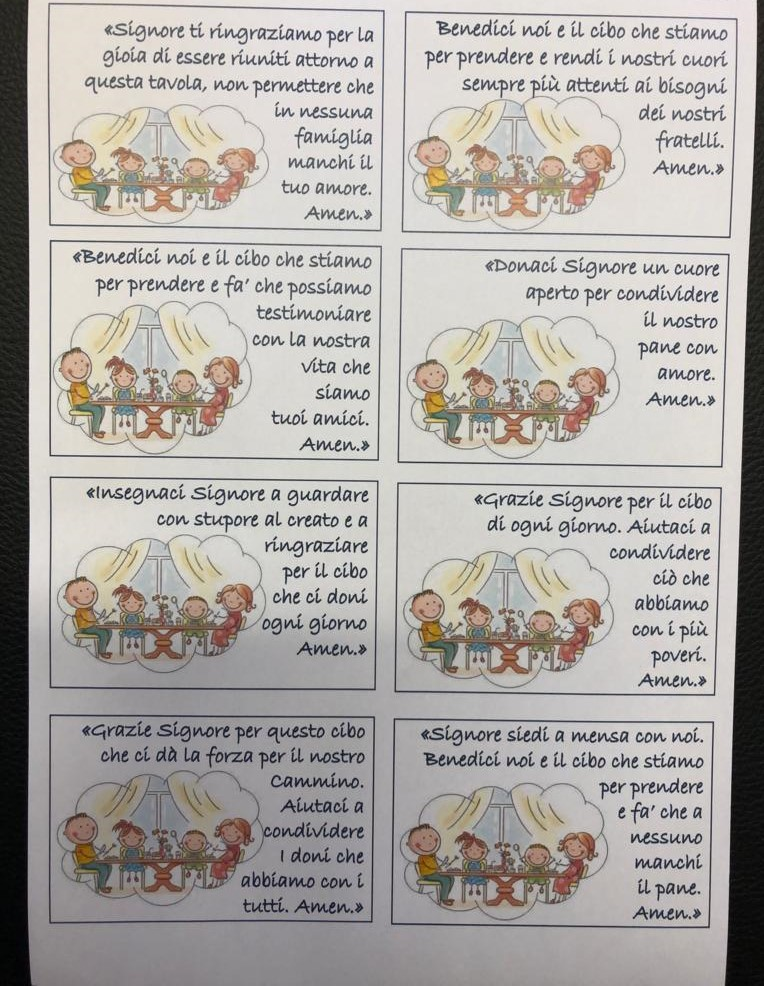 «Signore ti ringraziamo per la
gioia di essere riuniti attorno a
questa tavola, non permettere che
in nessuna
famiglia
manchi il
tuo amore.
Amen.»
Benedici noi e il cibo che stiamo
per prendere e rendi i nostri cuori
sempre più attenti ai bisogni
dei nostri
fratelli.
Amen.»
«Benedici noi e il cibo che stiamo
per prendere e fa' che possiamo
testimoniare
con la nostra
vita che
siamo
tuoi amici.
Amen.»
«Donaci Signore un cuore
aperto per condividere
il nostro
pane con
amore.
Amen.»
«Insegnaci Signore a guardare
con stupore al creato e a
ringraziare
per il cibo
che ci doni
ogni giorno
Amen.»
«Grazie Signore per il cibo
di ogni giorno. Aiutaci a
condividere
ciò che
abbiamo
con i più
poveri.
Amen.»
«Grazie Signore per questo cibo
che ci dà la forza per il nostro
Cammino.
Aiutaci a
condividere
I doni che
abbiamo con i
tutti. Amen.»
«Signore siedi a mensa con noi.
Benedici noi e il cibo che stiamo
per prendere
e fa' che a
nessuno
manchi
il pane.
Amen.»